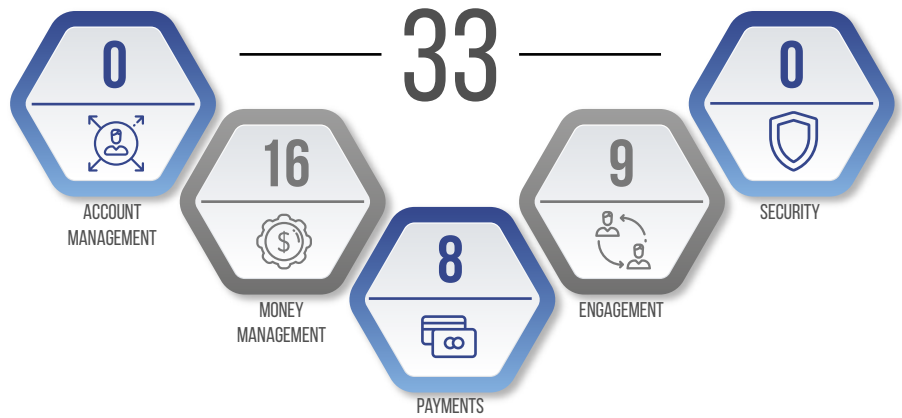 33
0
ACCOUNT
MANAGEMENT
16
$
MONEY
MANAGEMENT
8
PAYMENTS
9
ENGAGEMENT
0
SECURITY